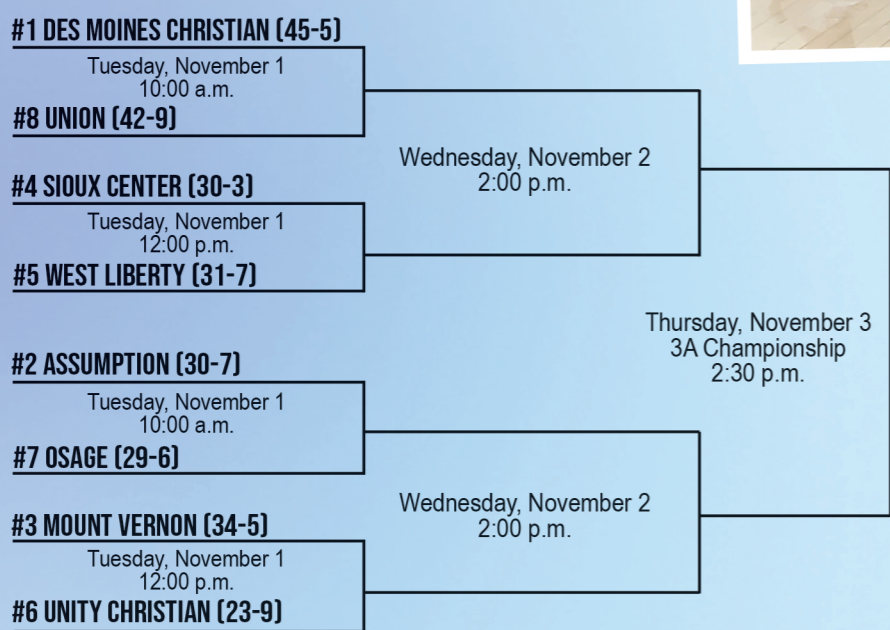 #1 DES MOINES CHRISTIAN (45-5)
Tuesday, November 1
10:00 a.m.
#8 UNION (42-9)
Wednesday, November 2
2:00 p.m.
#4 SIOUX CENTER (30-3)
Tuesday, November 1
12:00 p.m.
#5 WEST LIBERTY (31-7)
Thursday, November 3
3A Championship
2:30 p.m.
#2 ASSUMPTION (30-7)
Tuesday, November 1
10:00 a.m.
#7 OSAGE (29-6)
Wednesday, November 2
2:00 p.m.
#3 MOUNT VERNON (34-5)
Tuesday, November 1
12:00 p.m.
#6 UNITY CHRISTIAN (23-9)